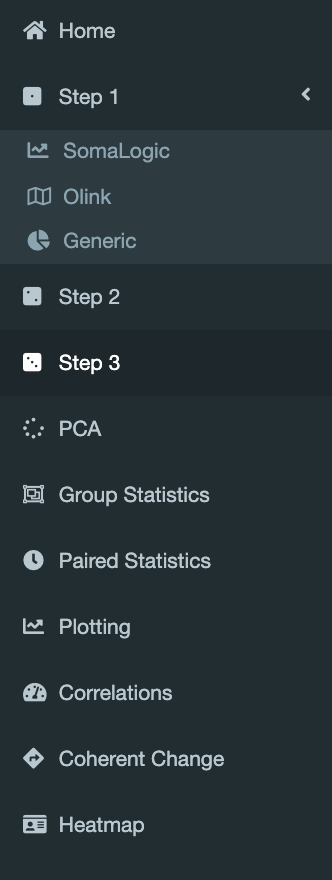 Home
Step 1
SomaLogic
Olink
Generic
Step 2
Step 3
PCA
Group Statistics
Paired Statistics
Plotting
Correlations
Coherent Change
Heatmap